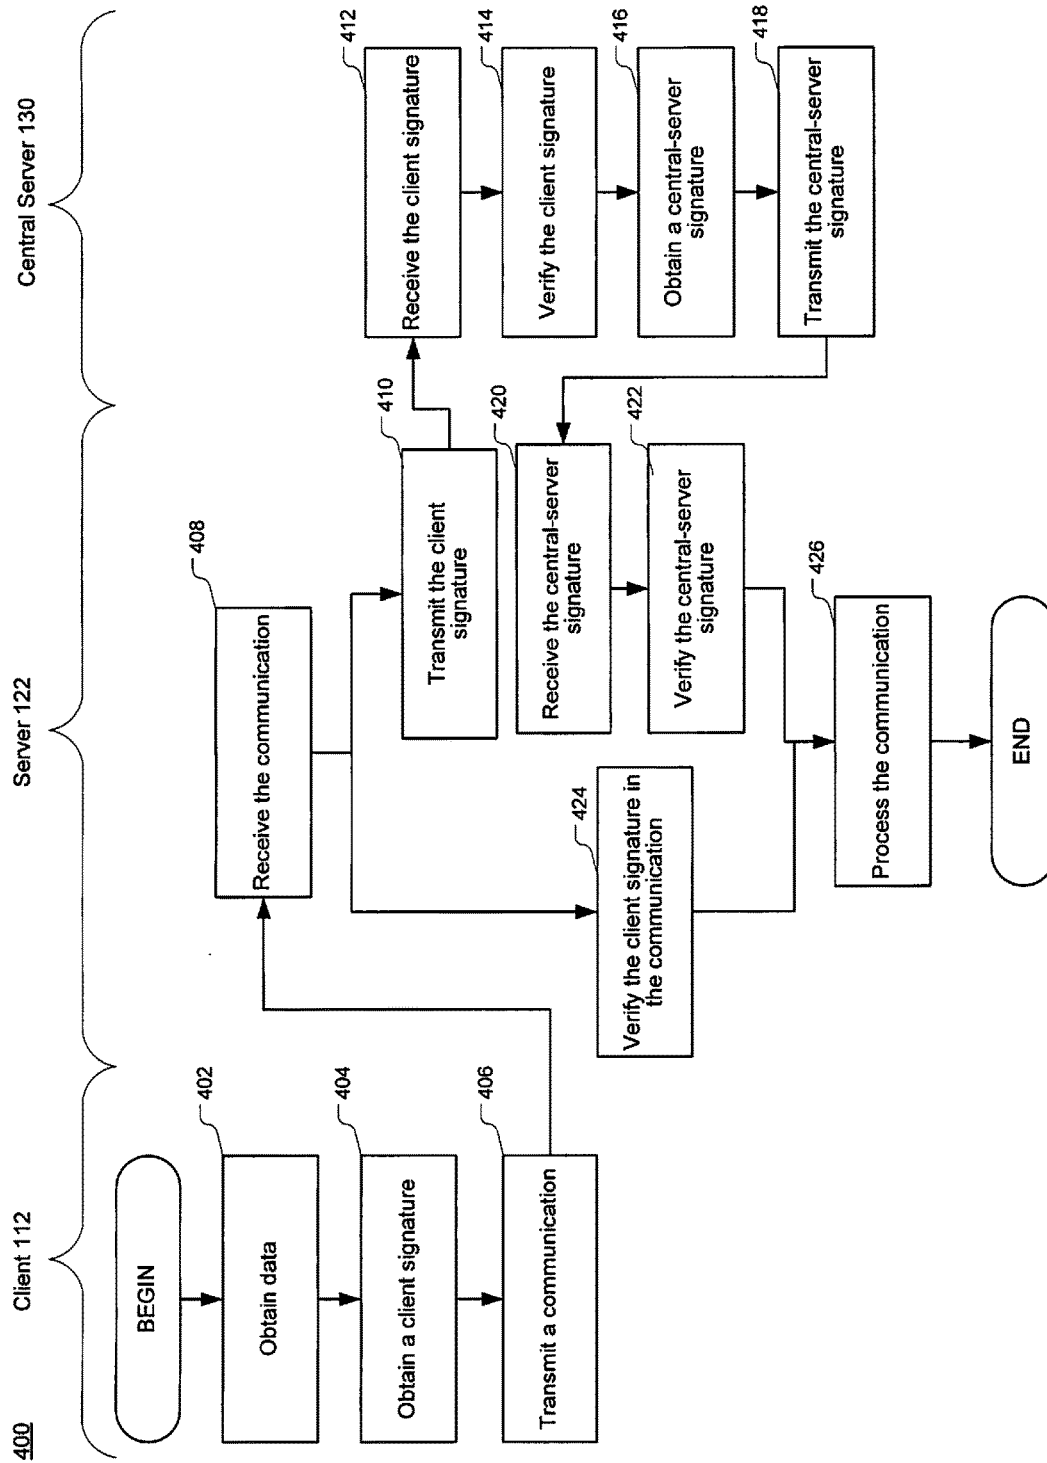 400
Client 112
Server 122
Central Server 130
BEGIN
402
Obtain data
404
Obtain a client signature
406
Transmit a communication
408
Receive the communication
410
Transmit the client
signature
412
Receive the client signature
414
Verify the client signature
416
Obtain a central-server
signature
418
Transmit the central-server
signature
420
Receive the central-server
signature
422
Verify the central-server
signature
424
Verify the client signature in
the communication
426
Process the communication
END